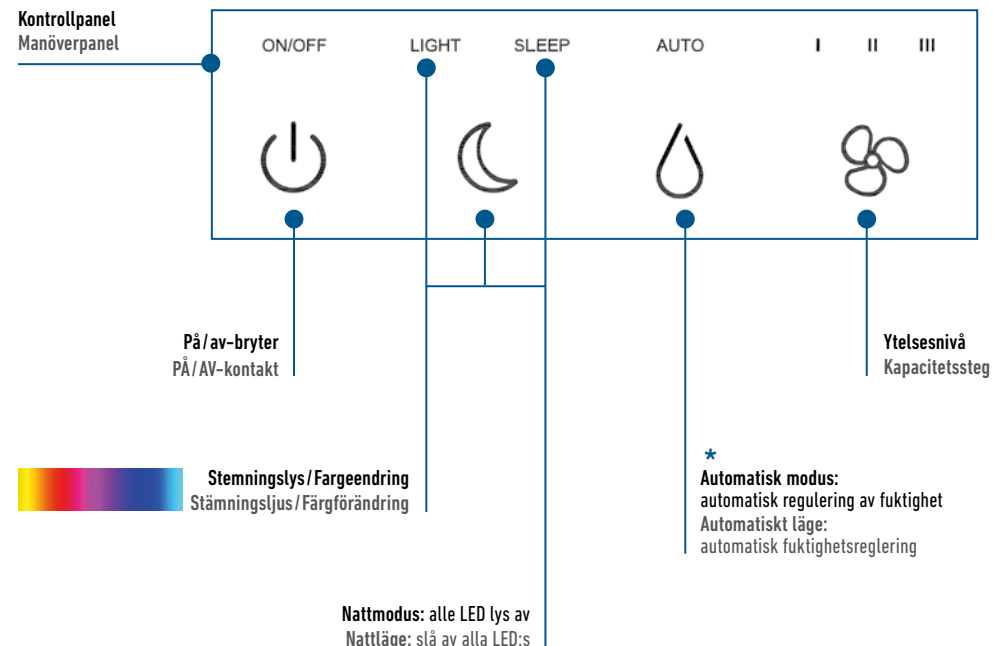 Kontrollpanel
Manöverpanel
ON/OFF LIGHT SLEEP AUTO I II III
På/av-bryter
PÅ/AV-kontakt
Ytelsesnivå
Kapacitetssteg
Stemningslys/Fargeendring
Stämningsljus/Färgförändring
*
Automatisk modus:
automatisk regulering av fuktighet
Automatiskt läge:
automatisk fuktighetsreglering
Nattmodus: alle LED lys av
Nattläge: slå av alla LED:s